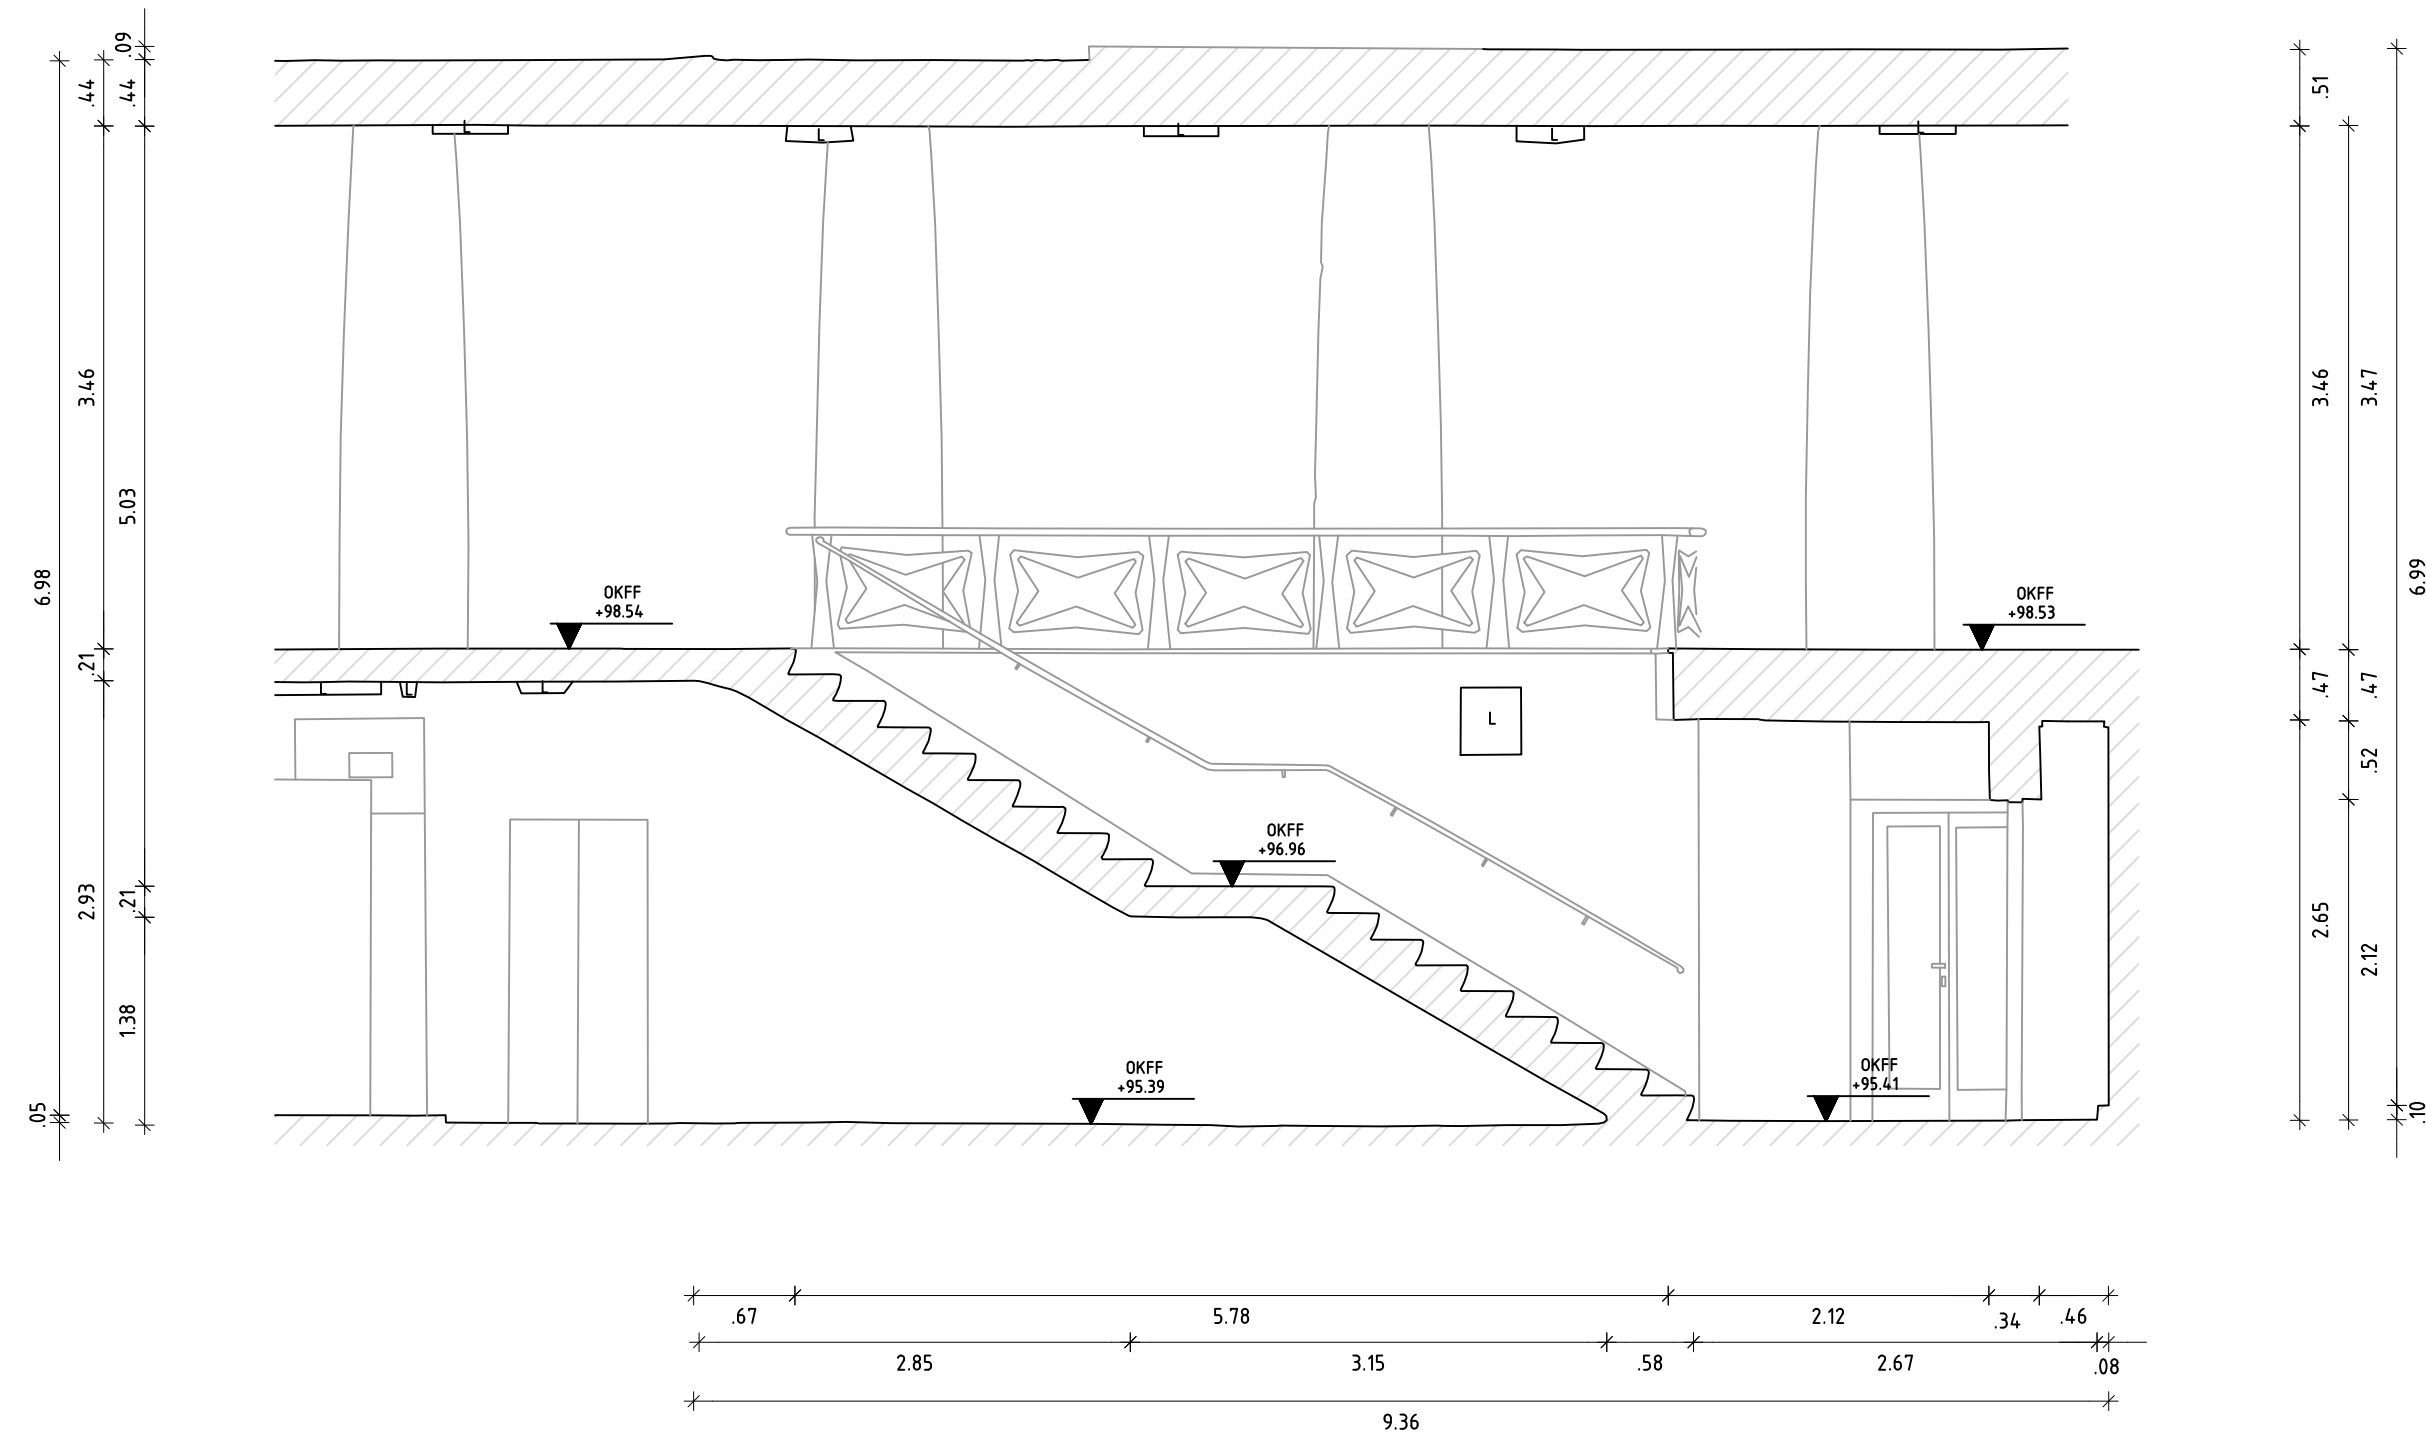 .09
.44
.44
.51
L
L
L
L
L
3.46
5.03
6.98
3.46
3.47
6.99
OKFF
+98.54
OKFF
+98.53
.21
L
L
L
L
.47
.47
.52
OKFF
+96.96
2.93
.21
2.65
2.12
1.38
OKFF
+95.39
OKFF
+95.41
.05
.10
.67
5.78
2.12
.34
.46
2.85
3.15
.58
2.67
.08
9.36